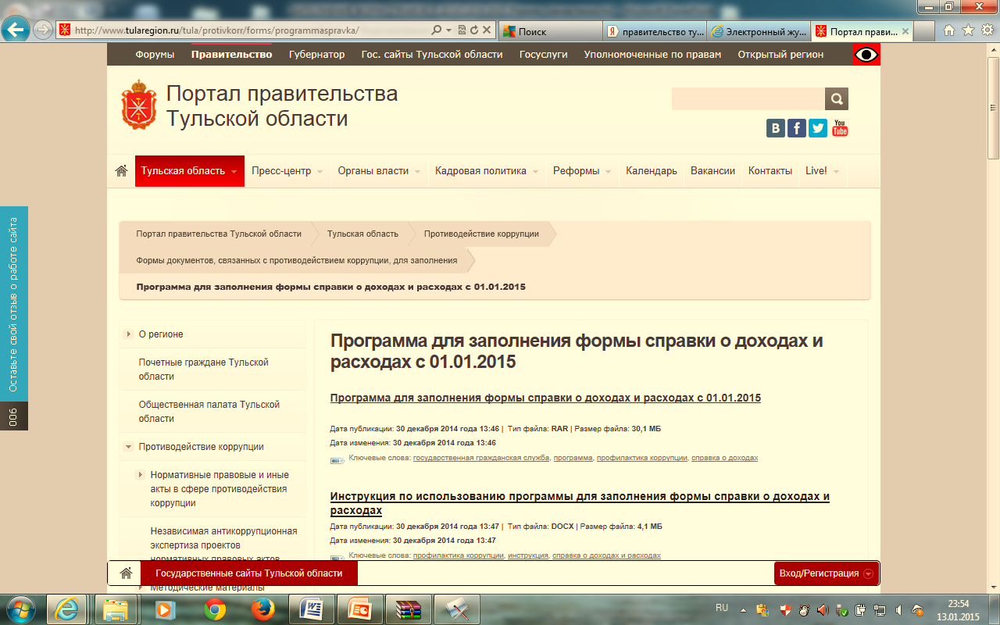 http://www.tularegion.ru/tula/protivkorr/forms/programmaspravka/
Поиск
правительство ту...
Электронный жу...
Портал прави...
Форумы
Правительство
Губернатор
Гос. сайты Тульской области
Госуслуги
Уполномоченные по правам
Открытый регион
Портал правительства
Тульской области
You
Tube
Тульская область
Пресс-центр
Органы власти
Кадровая политика
Реформы
Календарь
Вакансии
Контакты
Live!
Оставьте свой отзыв о работе сайта
006
Портал правительства Тульской области
Тульская область
Противодействие коррупции
Формы документов, связанных с противодействием коррупции, для заполнения
Программа для заполнения формы справки о доходах и расходах с 01.01.2015
О регионе
Почетные граждане Тульской
области
Общественная палата Тульской
области
Противодействие коррупции
Нормативные правовые и иные
акты в сфере противодействия
коррупции
Независимая антикоррупционная
экспертиза проектов
нормативных правовых актов
Методические материалы
Программа для заполнения формы справки о доходах и
расходах с 01.01.2015
Программа для заполнения формы справки о доходах и расходах с 01.01.2015
Дата публикации: 30 декабря 2014 года 13:46 | Тип файла: RAR | Размер файла: 30,1 МБ
Дата изменения: 30 декабря 2014 года 13:46
Ключевые слова: государственная гражданская служба, программа, профилактика коррупции, справка о доходах
Инструкция по использованию программы для заполнения формы справки о доходах и
расходах
Дата публикации: 30 декабря 2014 года 13:47 | Тип файла: DOCX | Размер файла: 4,1 МБ
Дата изменения: 30 декабря 2014 года 13:47
Ключевые слова: профилактика коррупции, инструкция, справка о доходах и расходах
Государственные сайты Тульской области
Вход/Регистрация
RU
23:54
13.01.2015